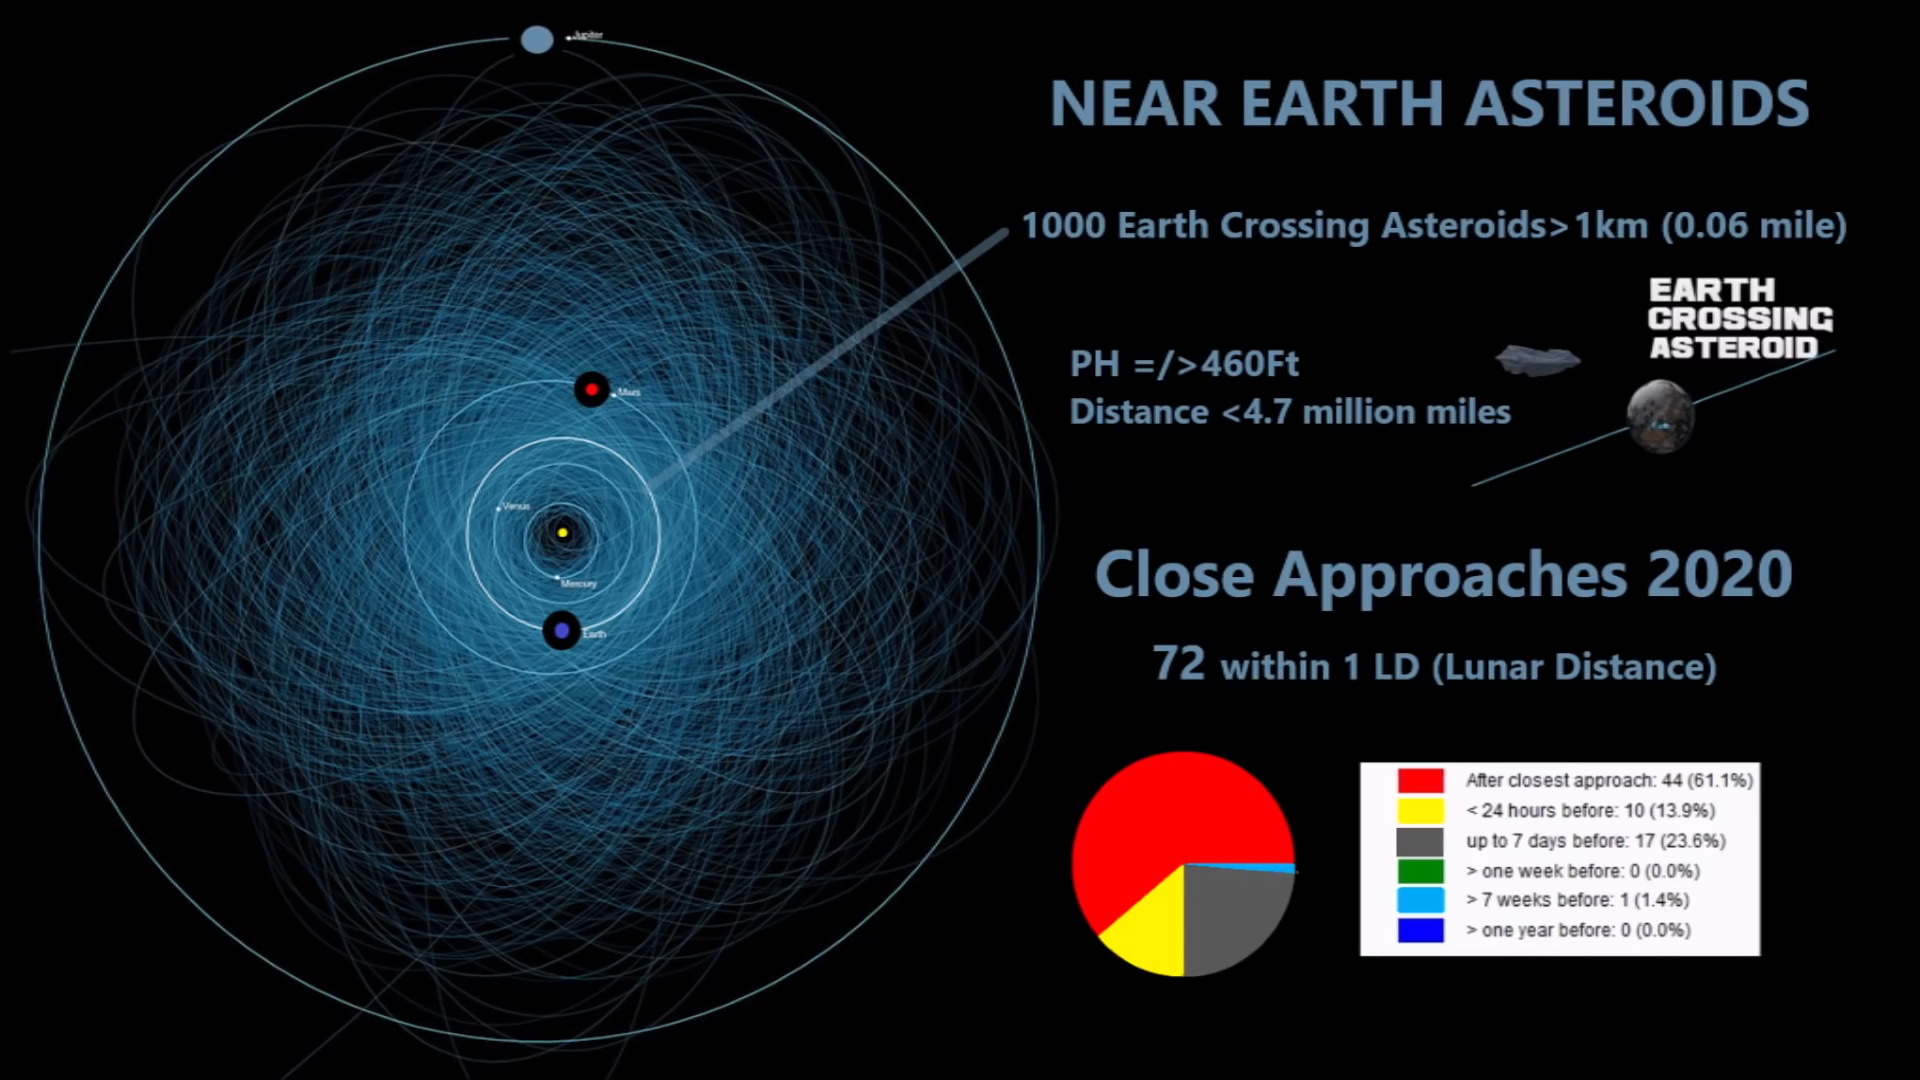 Jupiter
NEAR EARTH ASTEROIDS
1000 Earth Crossing Asteroids>1km (0.06 mile)
EARTH
CROSSING
ASTEROID
PH =/>460Ft
Distance <4.7 million miles
Mars
Venus
Mercury
Earth
Close Approaches 2020
72 within 1 LD (Lunar Distance)
After closest approach: 44 (61.1%)
< 24 hours before: 10 (13.9%)
up to 7 days before: 17 (23.6%)
> one week before: 0 (0.0%)
> 7 weeks before: 1 (1.4%)
> one year before: 0 (0.0%)